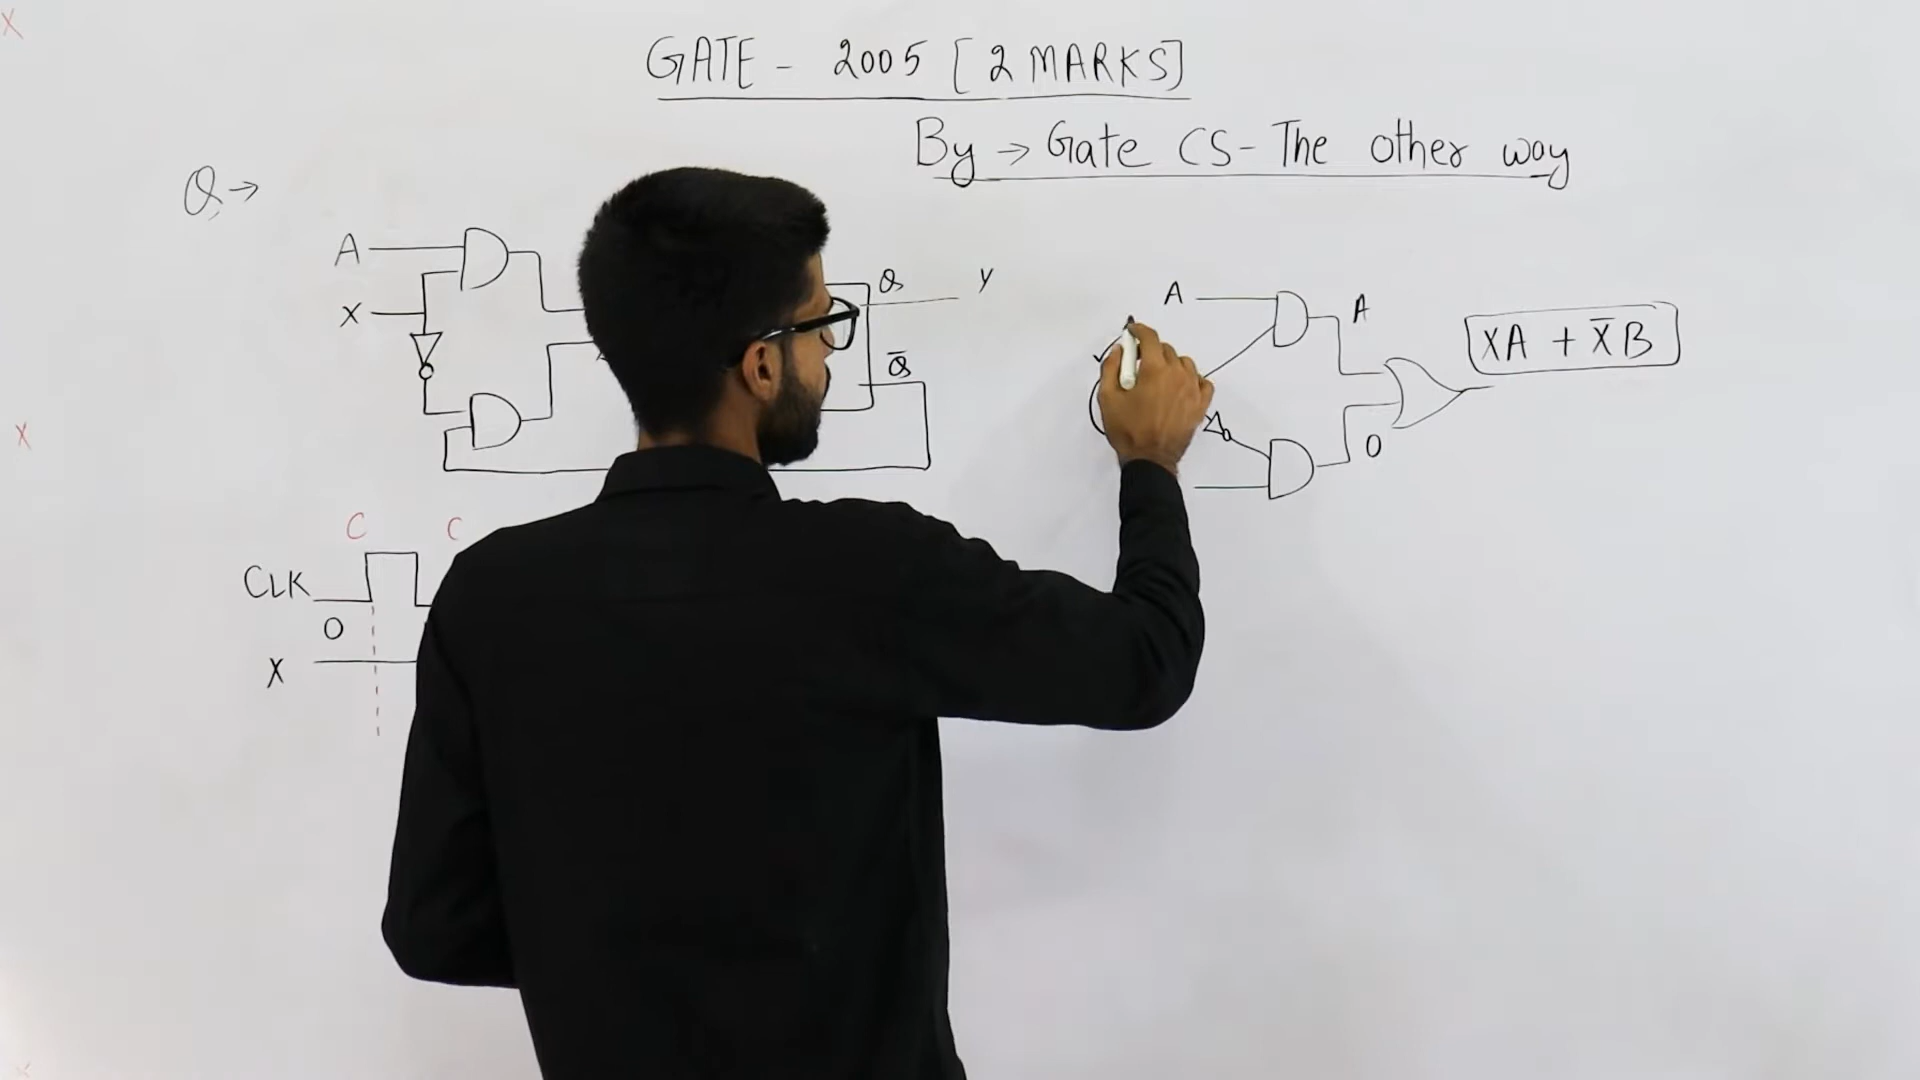 GATE - 2005 [2 MARKS]
By → Gate CS - The other way
Q →
A
X
Q
Y
Q̅
A
A
XA + X̅B
0
C C
CLK
0
X
X
X